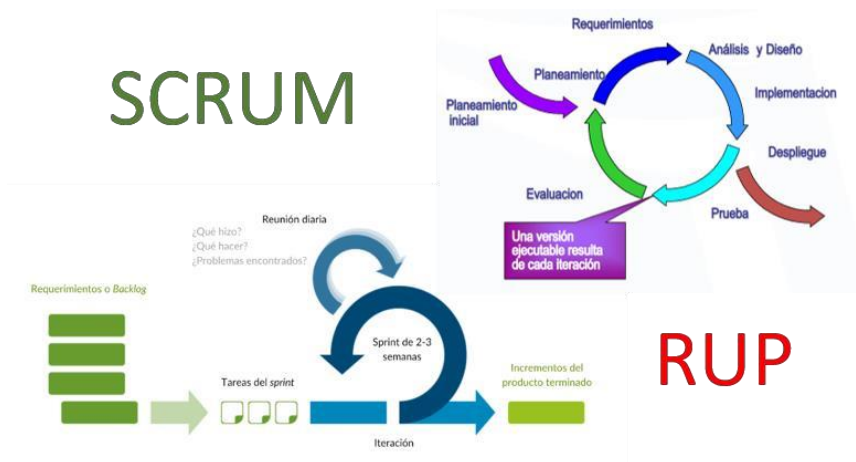 SCRUM
Requerimientos
Análisis y Diseño
Planeamiento
Implementacion
Planeamiento
inicial
Despliegue
Evaluacion
Prueba
Una versión
ejecutable resulta
de cada iteración
Reunión diaria
¿Qué hizo?
¿Qué hacer?
¿Problemas encontrados?
Requerimientos o Backlog
Sprint de 2-3
semanas
Tareas del sprint
Incrementos del
producto terminado
Iteración
RUP